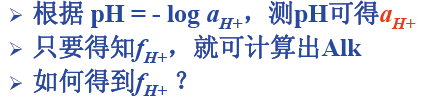 ➢ 根据 pH = - log aH+，测pH可得aH+
➢ 只要得知fH+，就可计算出Alk
➢ 如何得到fH+？